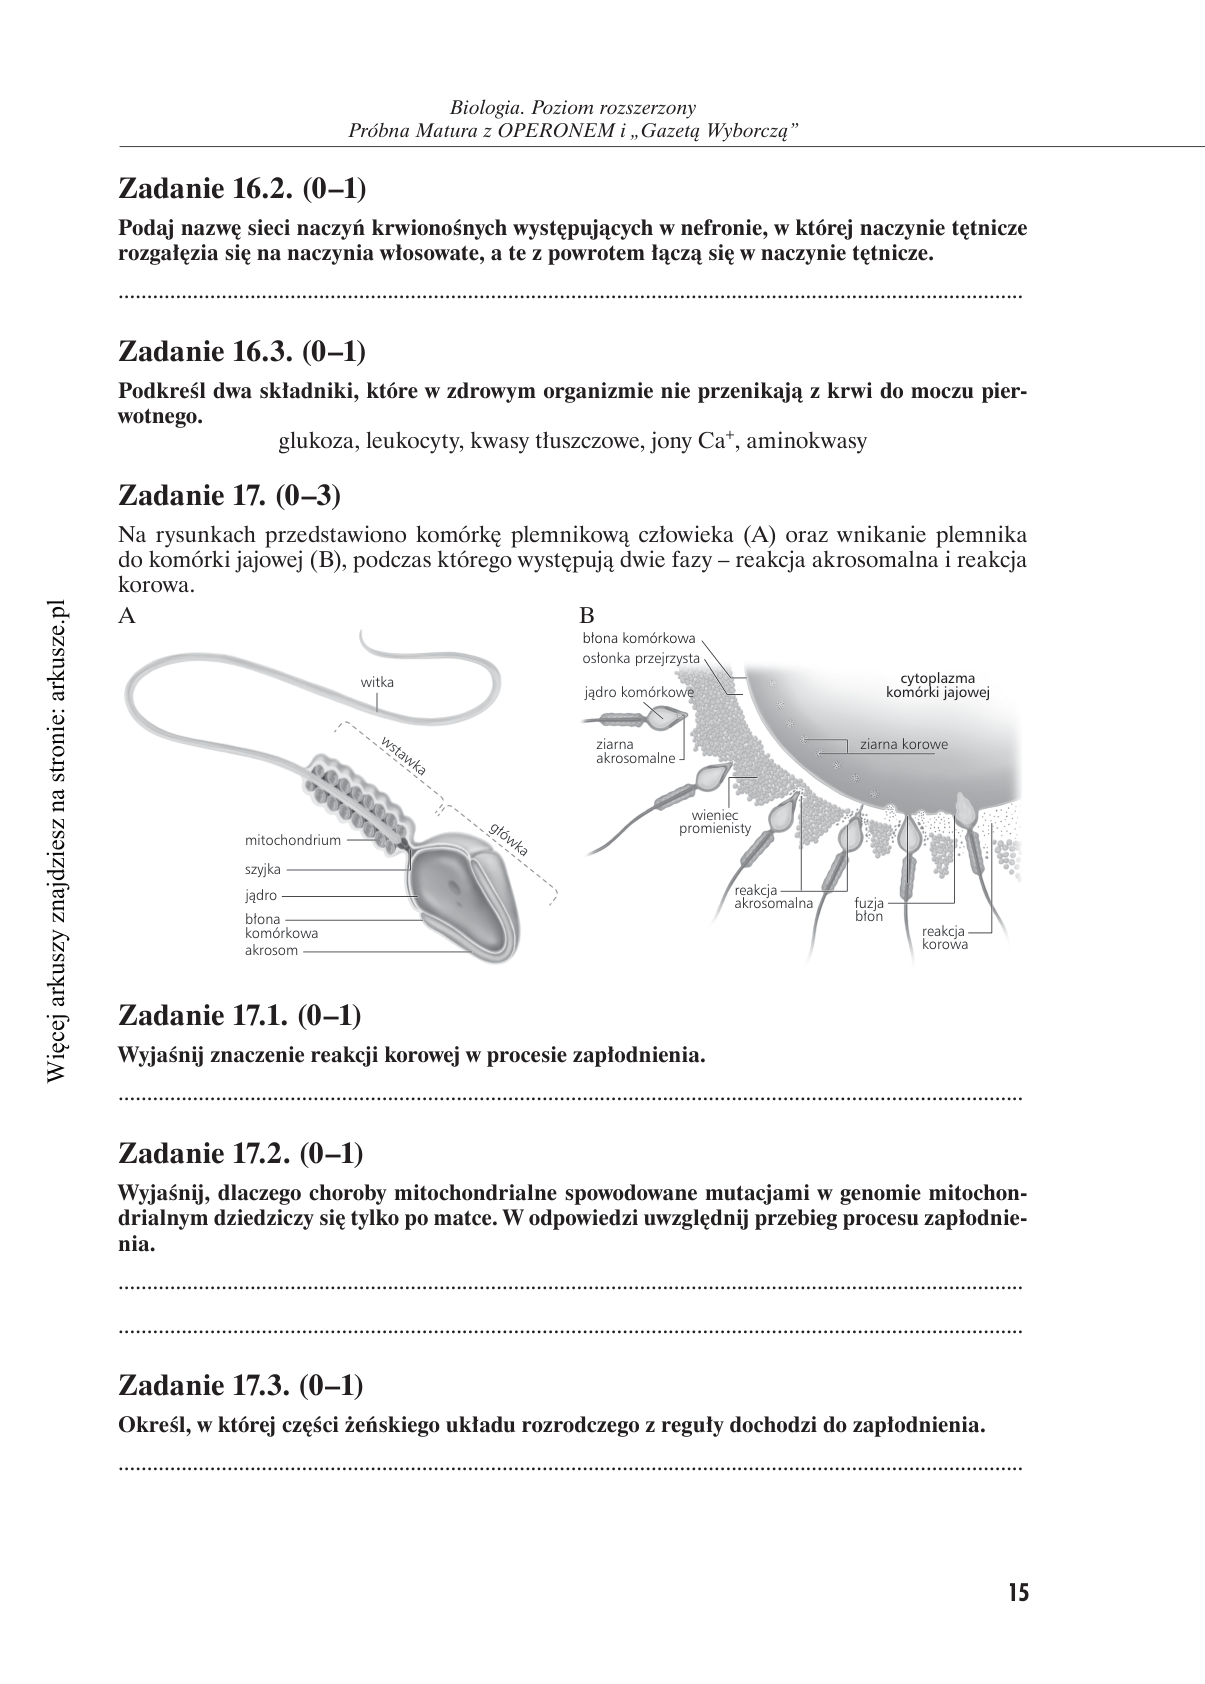 Biologia. Poziom rozszerzony
Próbna Matura z OPERONEM i „Gazetą Wyborczą”
Zadanie 16.2. (0–1)
Podaj nazwę sieci naczyń krwionośnych występujących w nefronie, w której naczynie tętnicze
rozgałęzia się na naczynia włosowate, a te z powrotem łączą się w naczynie tętnicze.
Zadanie 16.3. (0–1)
Podkreśl dwa składniki, które w zdrowym organizmie nie przenikają z krwi do moczu pier-
wotnego.
glukoza, leukocyty, kwasy tłuszczowe, jony Ca⁺, aminokwasy
Zadanie 17. (0–3)
Na rysunkach przedstawiono komórkę plemnikową człowieka (A) oraz wnikanie plemnika
do komórki jajowej (B), podczas którego występują dwie fazy – reakcja akrosomalna i reakcja
korowa.
A
witka
wstawka
główka
mitochondrium
szyjka
jądro
błona
komórkowa
akrosom
B
błona komórkowa
osłonka przejrzysta
jądro komórkowe
ziarna
akrosomalne
wieniec
promienisty
cytoplazma
komórki jajowej
ziarna korowe
reakcja
akrosomalna
fuzja
błon
reakcja
korowa
Zadanie 17.1. (0–1)
Wyjaśnij znaczenie reakcji korowej w procesie zapłodnienia.
Zadanie 17.2. (0–1)
Wyjaśnij, dlaczego choroby mitochondrialne spowodowane mutacjami w genomie mitochon-
drialnym dziedziczy się tylko po matce. W odpowiedzi uwzględnij przebieg procesu zapłodnie-
nia.
Zadanie 17.3. (0–1)
Określ, w której części żeńskiego układu rozrodczego z reguły dochodzi do zapłodnienia.
15
Więcej arkuszy znajdziesz na stronie: arkusze.pl